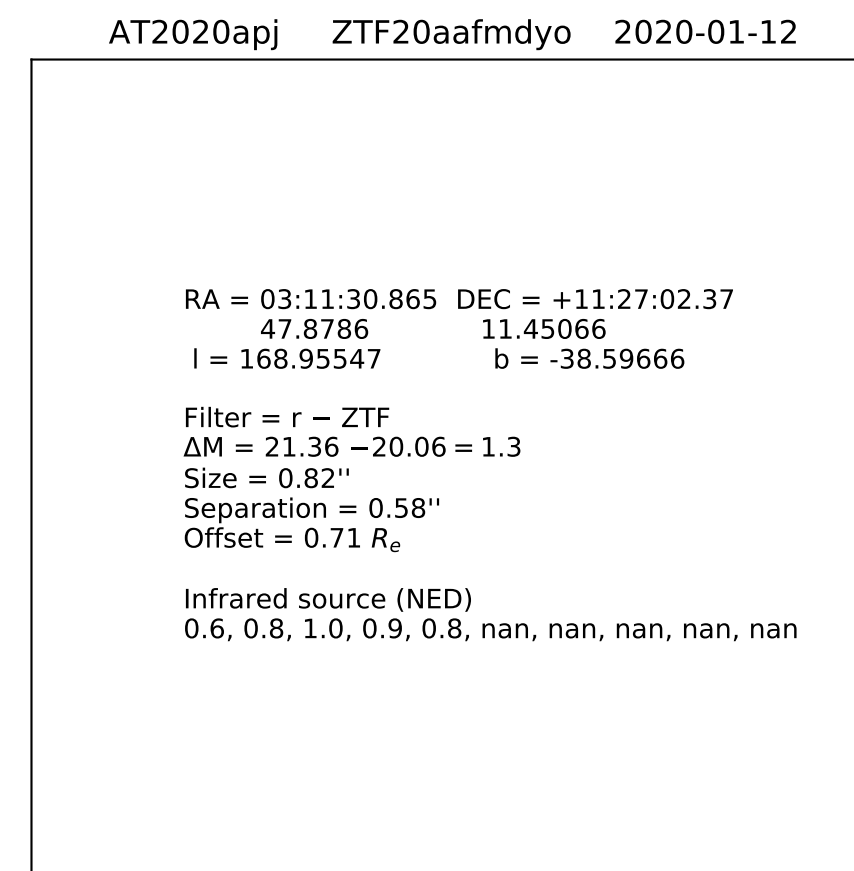 AT2020apj ZTF20aafmdyo 2020-01-12
RA = 03:11:30.865 DEC = +11:27:02.37
47.8786 11.45066
l = 168.95547 b = -38.59666
Filter = r − ZTF
ΔM = 21.36 −20.06 = 1.3
Size = 0.82''
Separation = 0.58''
Offset = 0.71 Re
Infrared source (NED)
0.6, 0.8, 1.0, 0.9, 0.8, nan, nan, nan, nan, nan